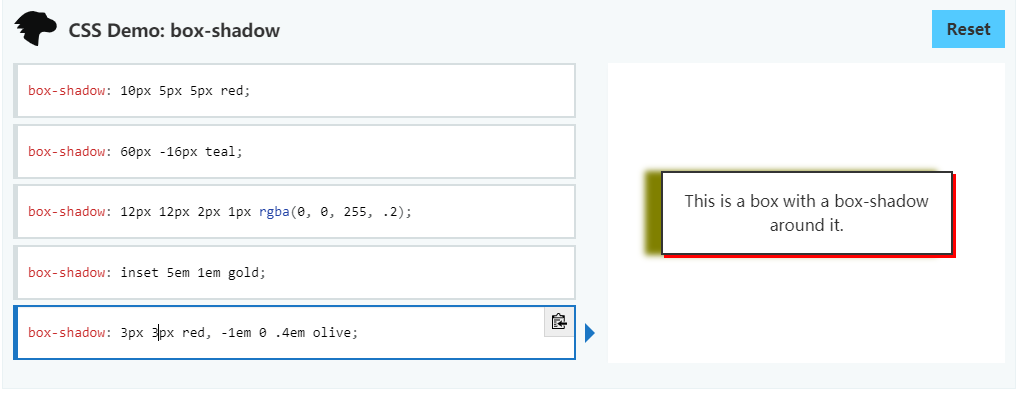 CSS Demo: box-shadow
Reset
box-shadow: 10px 5px 5px red;
box-shadow: 60px -16px teal;
box-shadow: 12px 12px 2px 1px rgba(0, 0, 255, .2);
box-shadow: inset 5em 1em gold;
box-shadow: 3px 3px red, -1em 0 .4em olive;
This is a box with a box-shadow
around it.